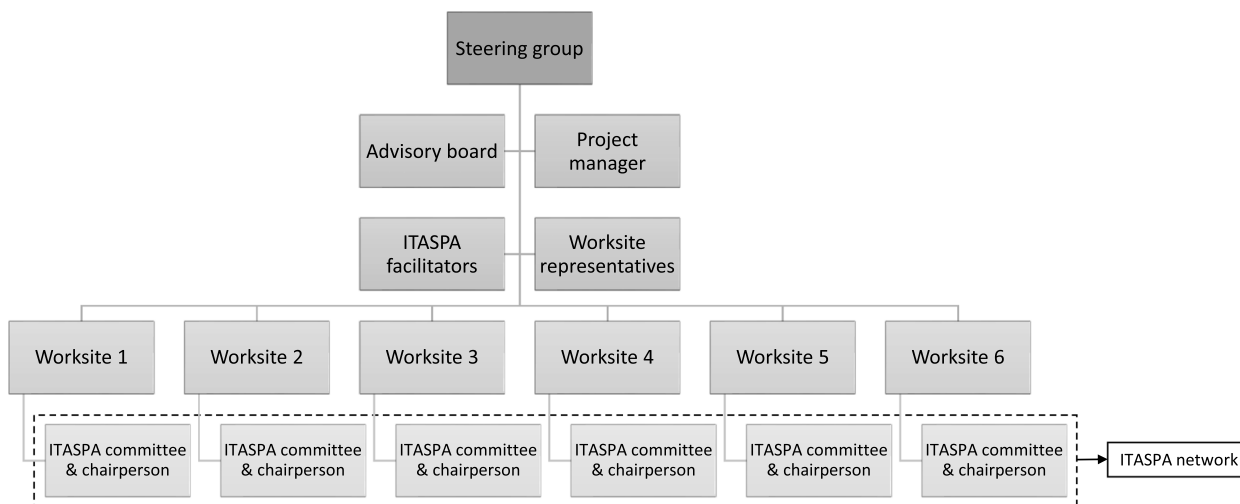 Steering group
Advisory board
Project
manager
ITASPA
facilitators
Worksite
representatives
Worksite 1
Worksite 2
Worksite 3
Worksite 4
Worksite 5
Worksite 6
ITASPA committee
& chairperson
ITASPA committee
& chairperson
ITASPA committee
& chairperson
ITASPA committee
& chairperson
ITASPA committee
& chairperson
ITASPA committee
& chairperson
ITASPA network